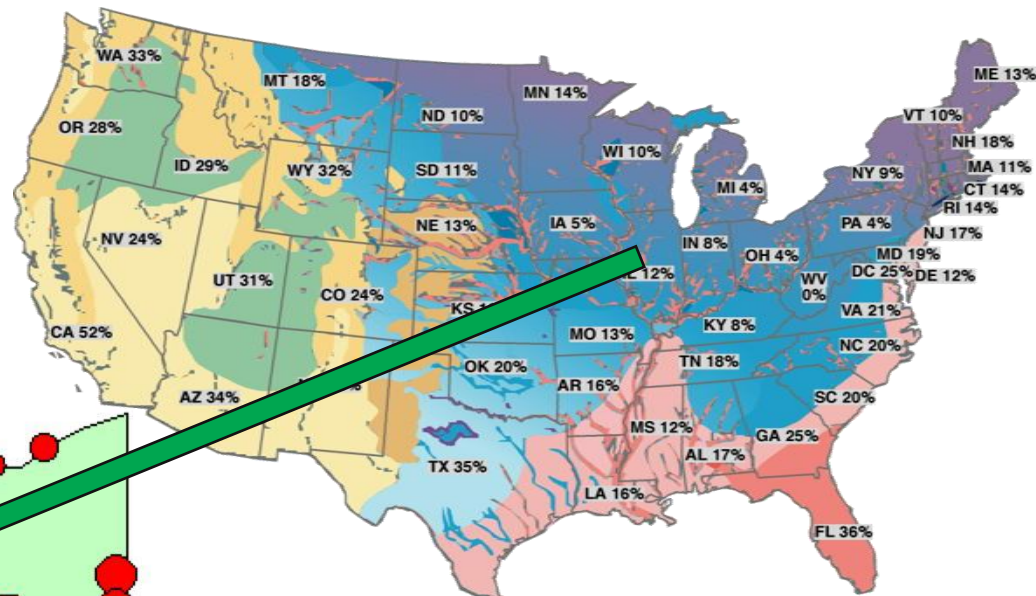 WA 33%
MT 18%
ND 10%
MN 14%
ME 13%
VT 10%
OR 28%
ID 29%
WY 32%
SD 11%
WI 10%
MI 4%
NY 9%
NH 18%
MA 11%
CT 14%
RI 14%
NV 24%
UT 31%
CO 24%
NE 13%
IA 5%
IN 8%
OH 4%
PA 4%
NJ 17%
MD 19%
DC 25%
DE 12%
WV
0%
VA 21%
CA 52%
KS
12%
MO 13%
KY 8%
NC 20%
TN 18%
AZ 34%
OK 20%
AR 16%
SC 20%
MS 12%
GA 25%
AL 17%
TX 35%
LA 16%
FL 36%